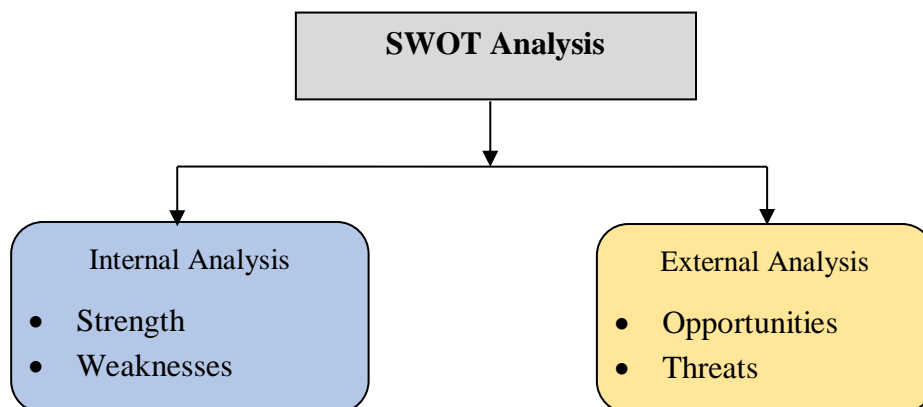 SWOT Analysis
Internal Analysis
• Strength
• Weaknesses
External Analysis
• Opportunities
• Threats